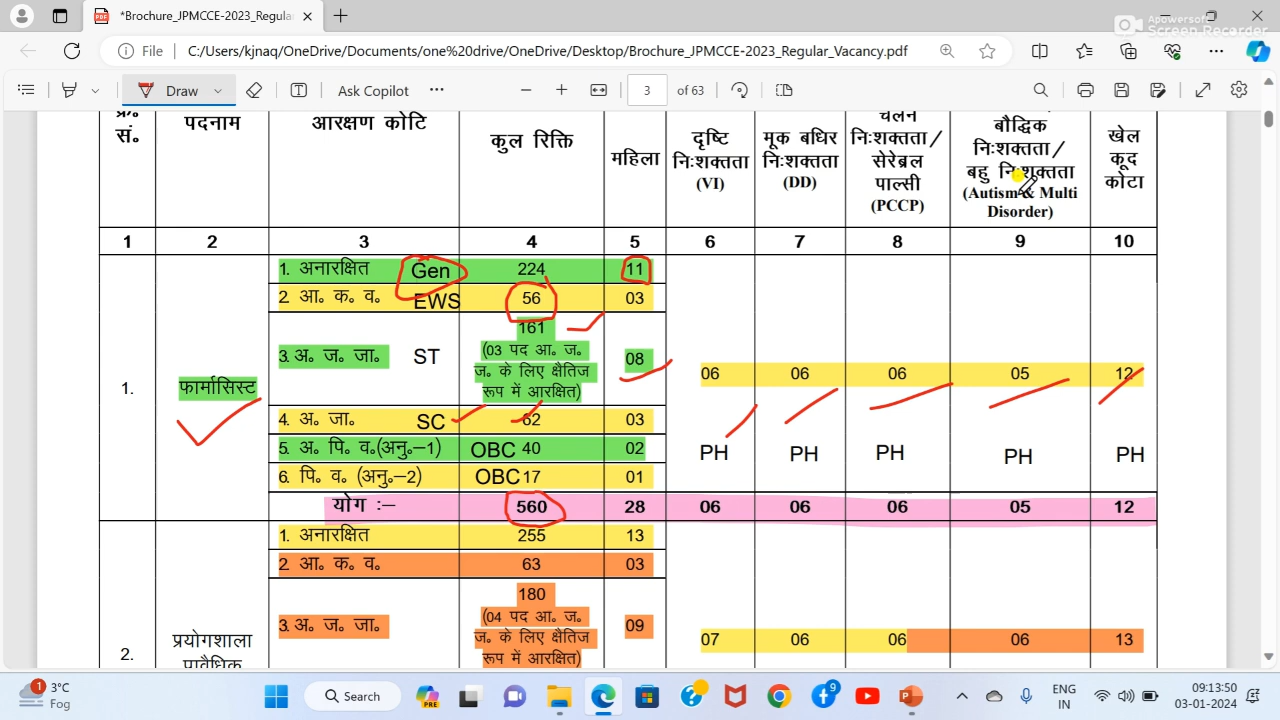 *Brochure_JPMCCE-2023_Regular
Apowersoft
Screen Recorder
File C:/Users/kjnaq/OneDrive/Documents/one%20drive/OneDrive/Desktop/Brochure_JPMCCE-2023_Regular_Vacancy.pdf
Draw Ask Copilot 3 of 63
क्र॰ सं॰
पदनाम
आरक्षण कोटि
कुल रिक्ति
महिला
दृष्टि
निःशक्तता
(VI)
मूक बधिर
निःशक्तता
(DD)
चलन
निःशक्तता/
सेरेब्रल
पाल्सी
(PCCP)
बौद्धिक
निःशक्तता/
बहु निःशक्तता
(Autism & Multi
Disorder)
खेल
कूद
कोटा
1 2 3 4 5 6 7 8 9 10
1. फार्मासिस्ट
1. अनारक्षित Gen 224 11
2. आ॰ क॰ व॰ EWS 56 03
3. अ॰ ज॰ जा॰ ST
161
(03 पद आ॰ ज॰
ज॰ के लिए क्षैतिज
रूप में आरक्षित)
08
06 06 06 05 12
4. अ॰ जा॰ SC 62 03
5. अ॰ पि॰ व॰(अनु॰–1) OBC 40 02
PH PH PH PH PH
6. पि॰ व॰ (अनु॰–2) OBC 17 01
योग :– 560 28 06 06 06 05 12
2. प्रयोगशाला
प्रावैधिक
1. अनारक्षित 255 13
2. आ॰ क॰ व॰ 63 03
3. अ॰ ज॰ जा॰
180
(04 पद आ॰ ज॰
ज॰ के लिए क्षैतिज
रूप में आरक्षित)
09
07 06 06 06 13
1
3°C
Fog
Search
PRE
9
ENG
IN
09:13:50
03-01-2024